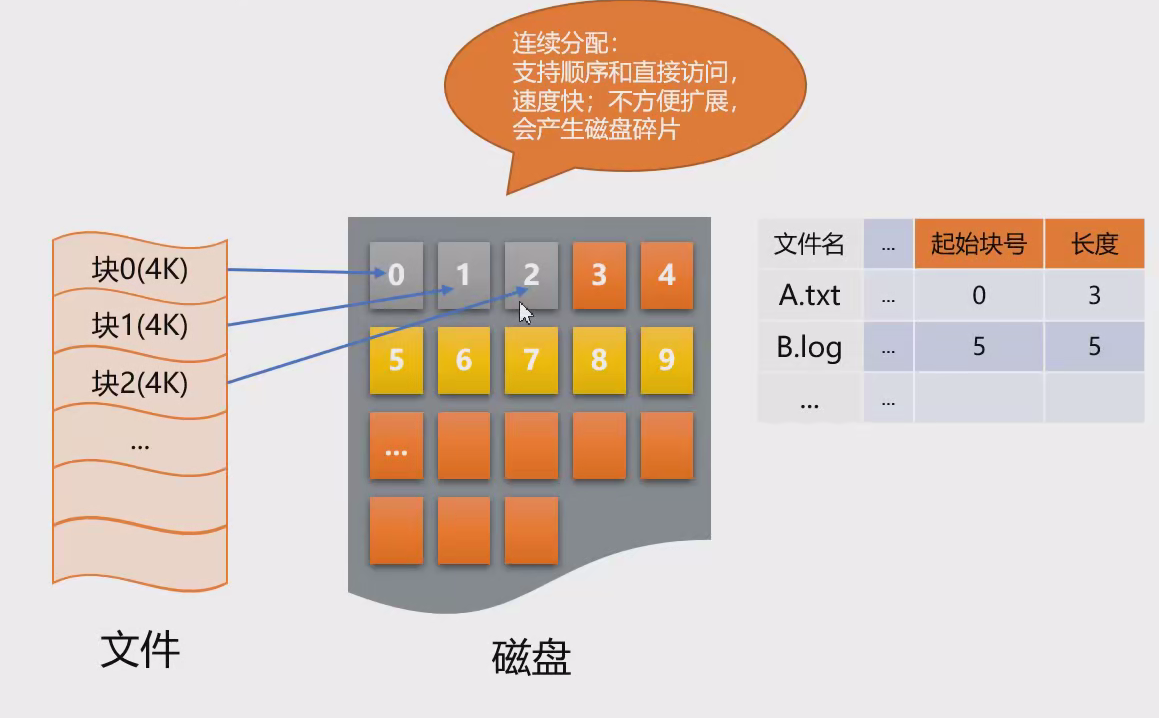 连续分配：
支持顺序和直接访问，
速度快；不方便扩展，
会产生磁盘碎片
块0(4K)
块1(4K)
块2(4K)
...
文件
0 1 2 3 4
5 6 7 8 9
...
磁盘
文件名 ... 起始块号 长度
A.txt ... 0 3
B.log ... 5 5
... ...